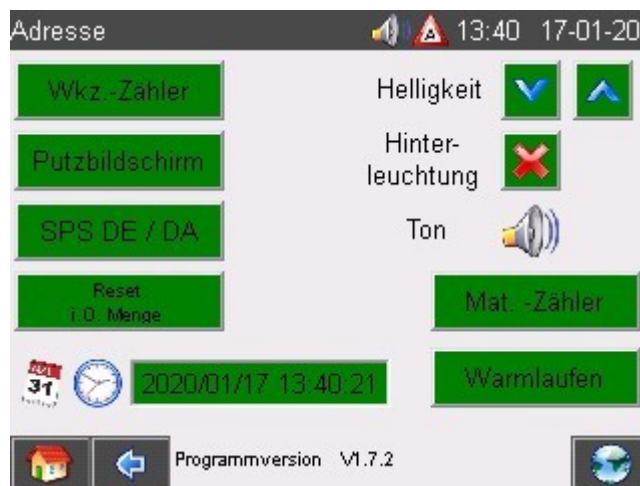 Adresse 13:40 17-01-20
Wkz.-Zähler
Helligkeit
Putzbildschirm
Hinter-
leuchtung
SPS DE / DA
Ton
Reset
i.O. Menge
Mat. -Zähler
31
2020/01/17 13:40:21
Warmlaufen
Programmversion V1.7.2